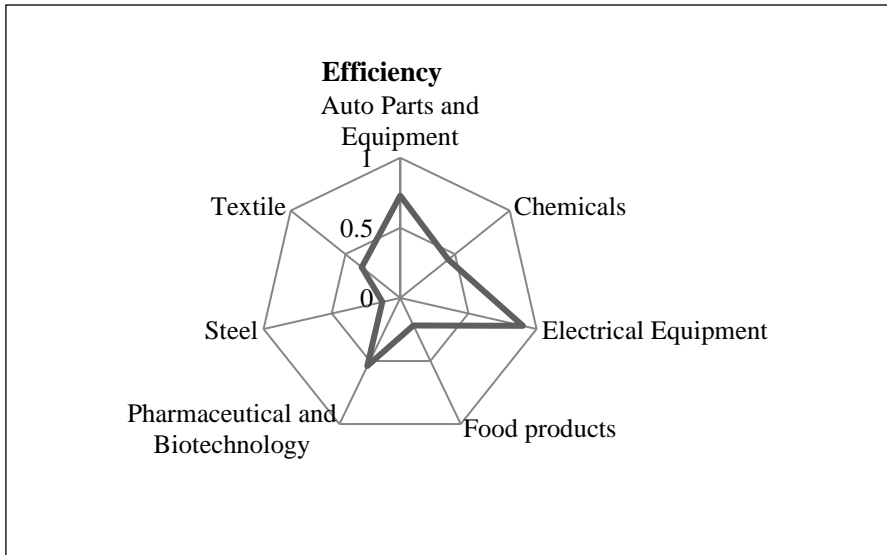 Efficiency
Auto Parts and
Equipment
1
Textile
Chemicals
0.5
0
Steel
Electrical Equipment
Pharmaceutical and
Biotechnology
Food products